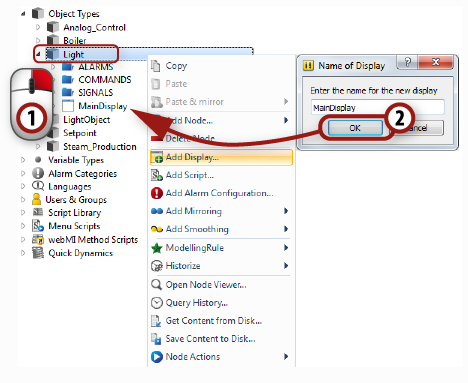 Object Types
Analog_Control
Boiler
Light
ALARMS
COMMANDS
SIGNALS
MainDisplay
LightObject
Setpoint
Steam_Production
Variable Types
Alarm Categories
Languages
Users & Groups
Script Library
Menu Scripts
webMI Method Scripts
Quick Dynamics
1
Copy
Paste
Paste & mirror
Add Node...
Delete Node
Add Display...
Add Script...
Add Alarm Configuration...
Add Mirroring
Add Smoothing
ModellingRule
Historize
Open Node Viewer...
Query History...
Get Content from Disk...
Save Content to Disk...
Node Actions
Name of Display
?
Enter the name for the new display
MainDisplay
OK
2